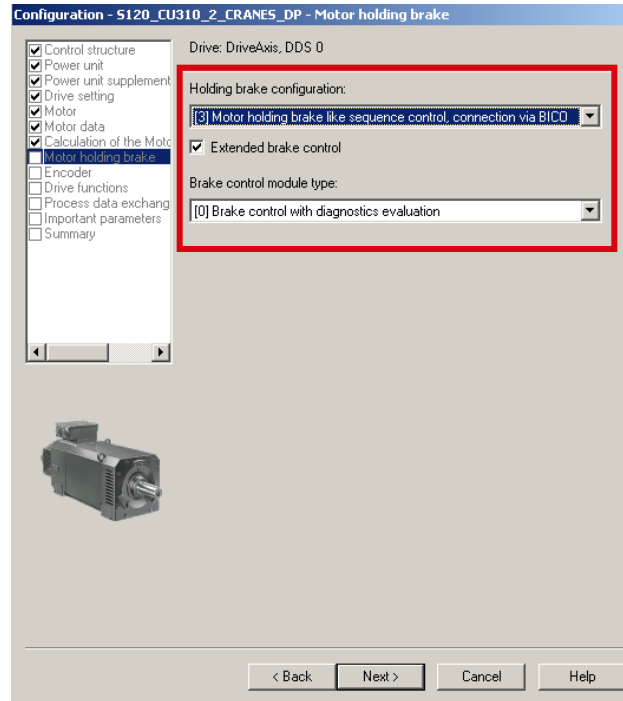 Configuration - S120_CU310_2_CRANES_DP - Motor holding brake
Control structure
Power unit
Power unit supplement
Drive setting
Motor
Motor data
Calculation of the Motc
Motor holding brake
Encoder
Drive functions
Process data exchang
Important parameters
Summary
Drive: DriveAxis, DDS 0
Holding brake configuration:
[3] Motor holding brake like sequence control, connection via BICO
Extended brake control
Brake control module type:
[0] Brake control with diagnostics evaluation
< Back
Next >
Cancel
Help